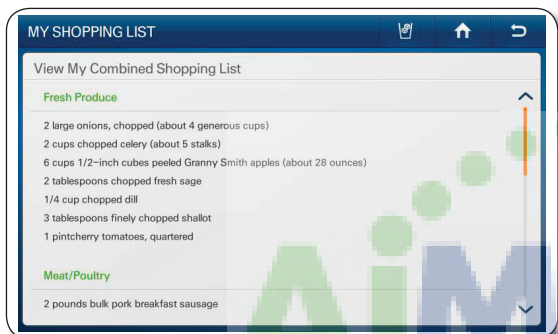 MY SHOPPING LIST
View My Combined Shopping List
Fresh Produce
2 large onions, chopped (about 4 generous cups)
2 cups chopped celery (about 5 stalks)
6 cups 1/2-inch cubes peeled Granny Smith apples (about 28 ounces)
2 tablespoons chopped fresh sage
1/4 cup chopped dill
3 tablespoons finely chopped shallot
1 pintcherry tomatoes, quartered
Meat/Poultry
2 pounds bulk pork breakfast sausage
AiM